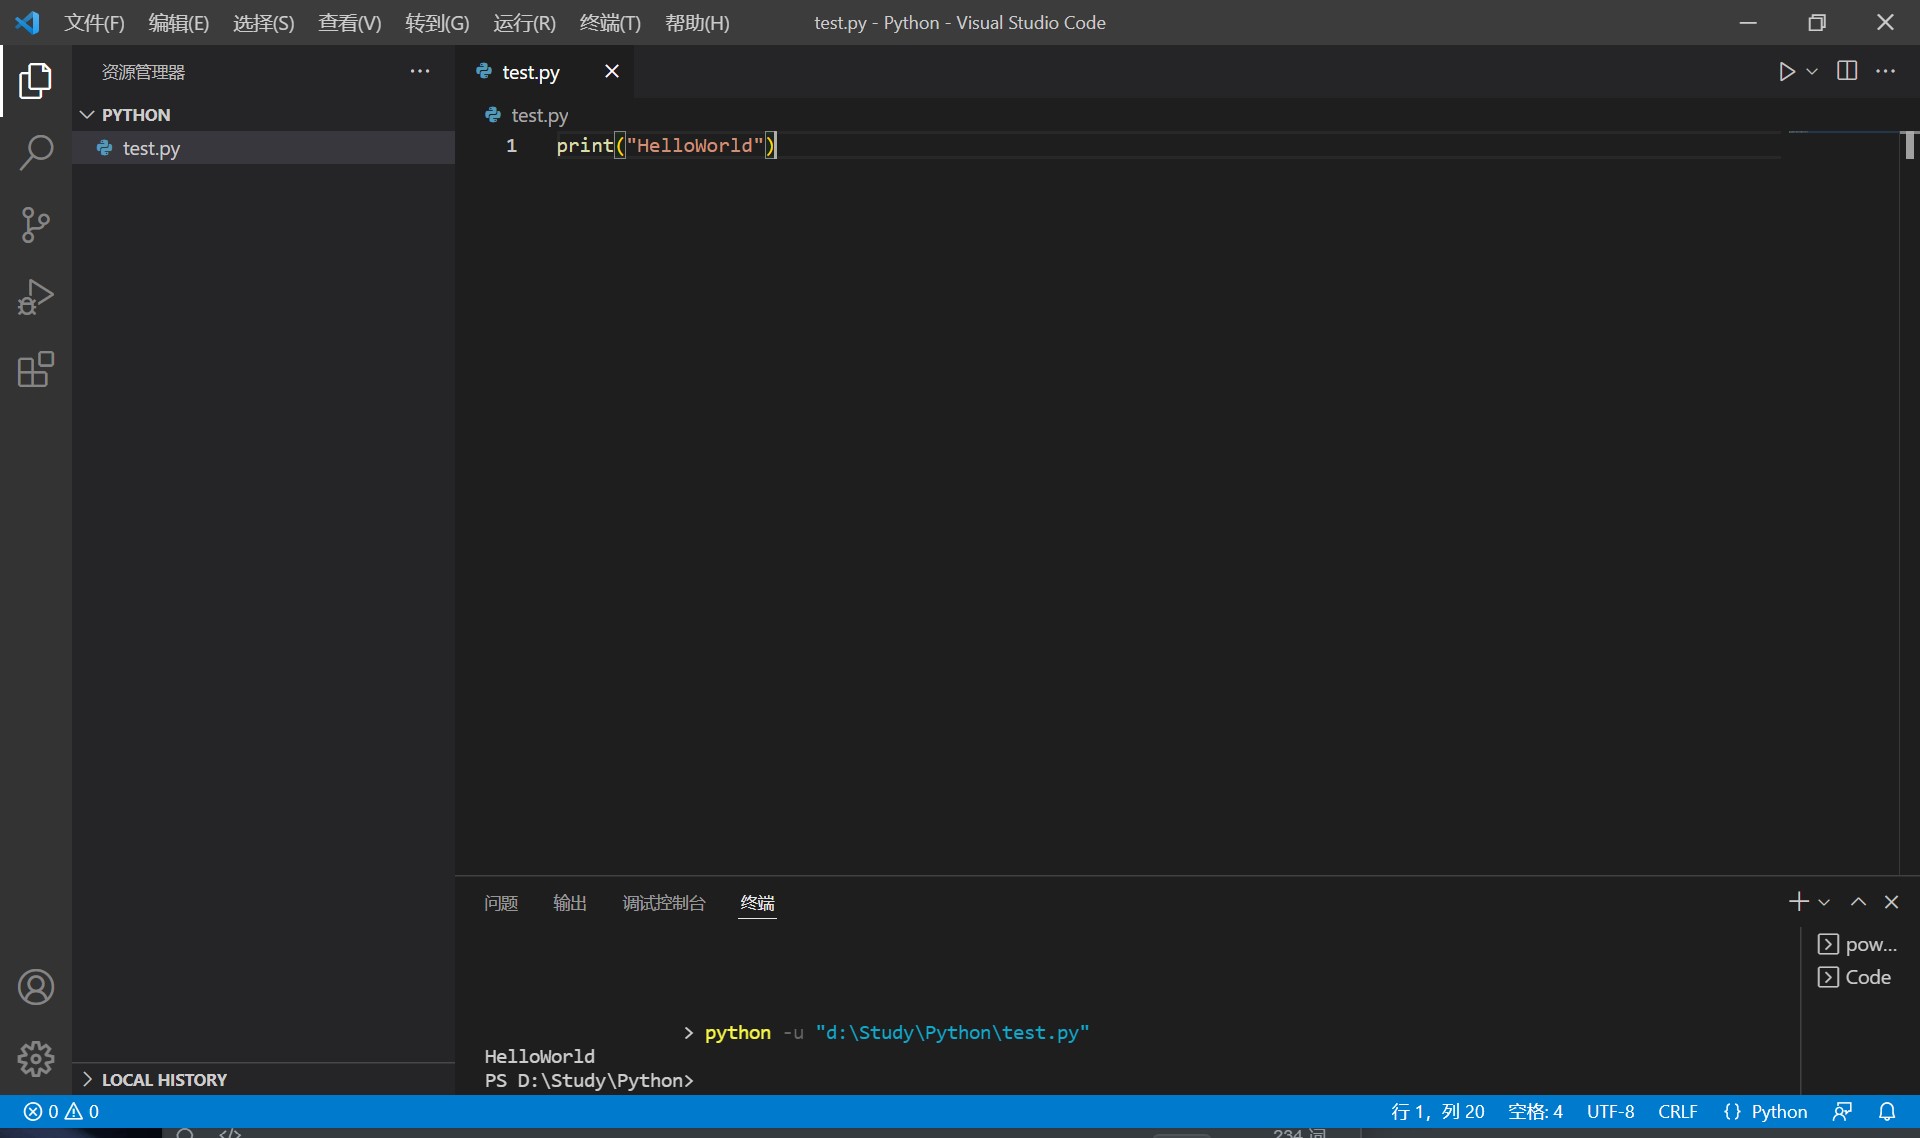 文件(F) 编辑(E) 选择(S) 查看(V) 转到(G) 运行(R) 终端(T) 帮助(H) test.py - Python - Visual Studio Code
资源管理器
PYTHON
test.py
LOCAL HISTORY
test.py
test.py
1 print("HelloWorld")
问题 输出 调试控制台 终端
> python -u "d:\Study\Python\test.py"
HelloWorld
PS D:\Study\Python>
pow...
Code
0 0 行 1，列 20 空格: 4 UTF-8 CRLF {} Python
234 词